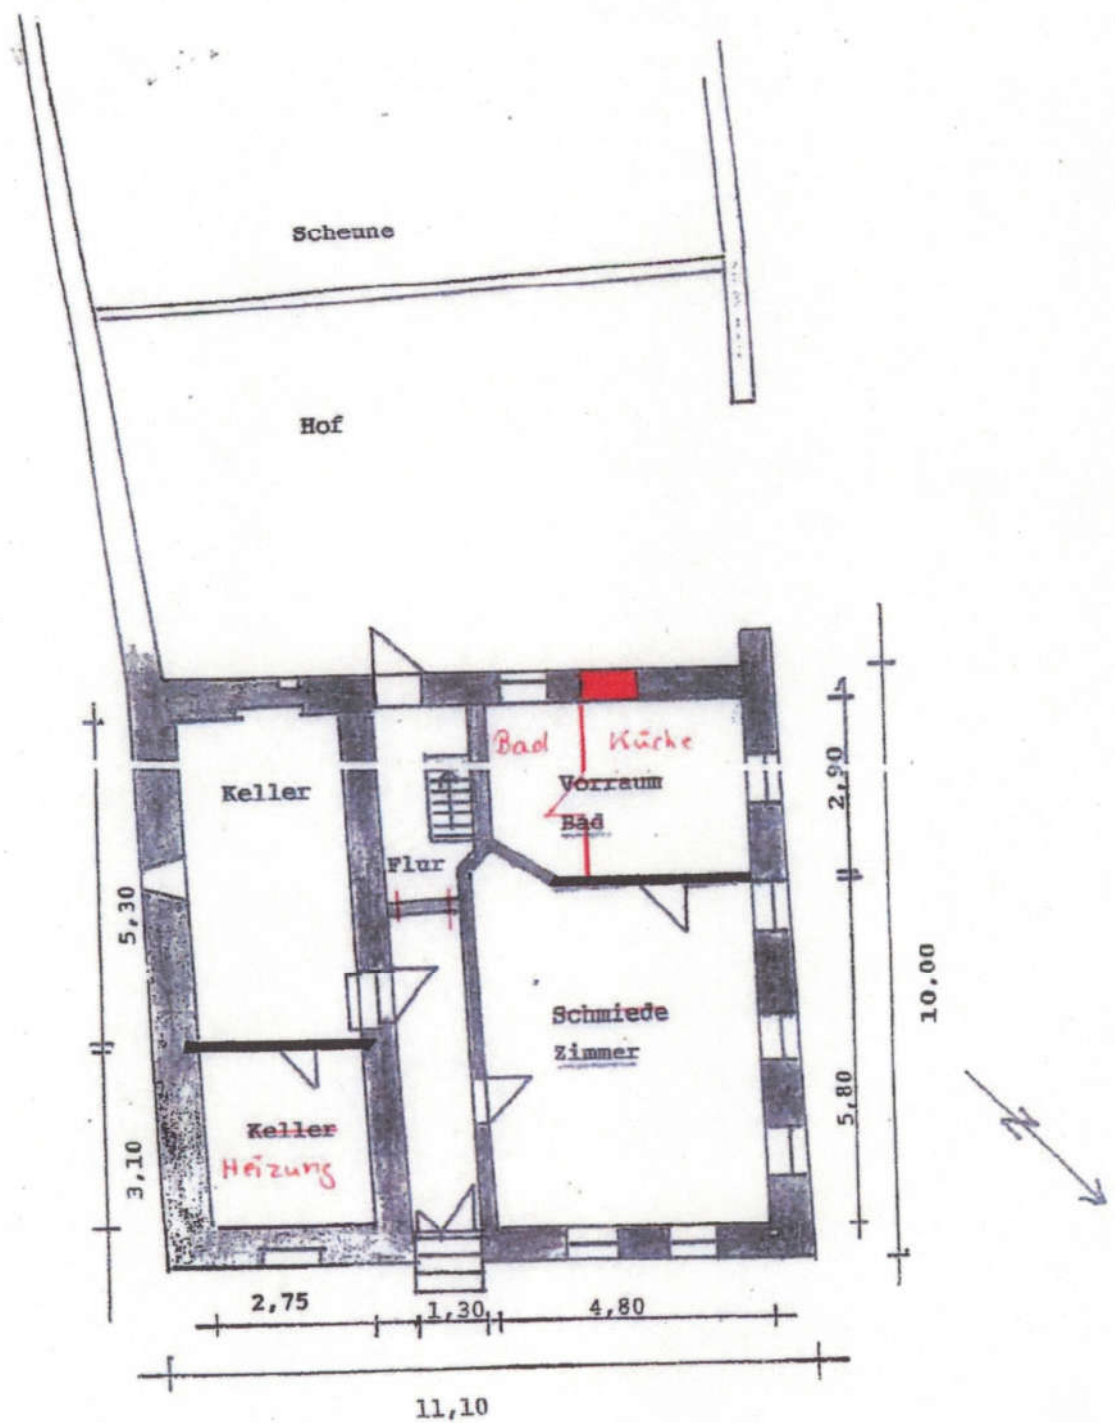 Scheune
Hof
Bad Küche
Keller
Vorraum
Bad
Flur
2,90
5,30
10,00
Schmiede
Zimmer
5,80
Keller
Heizung
3,10
N
2,75
1,30
4,80
11,10